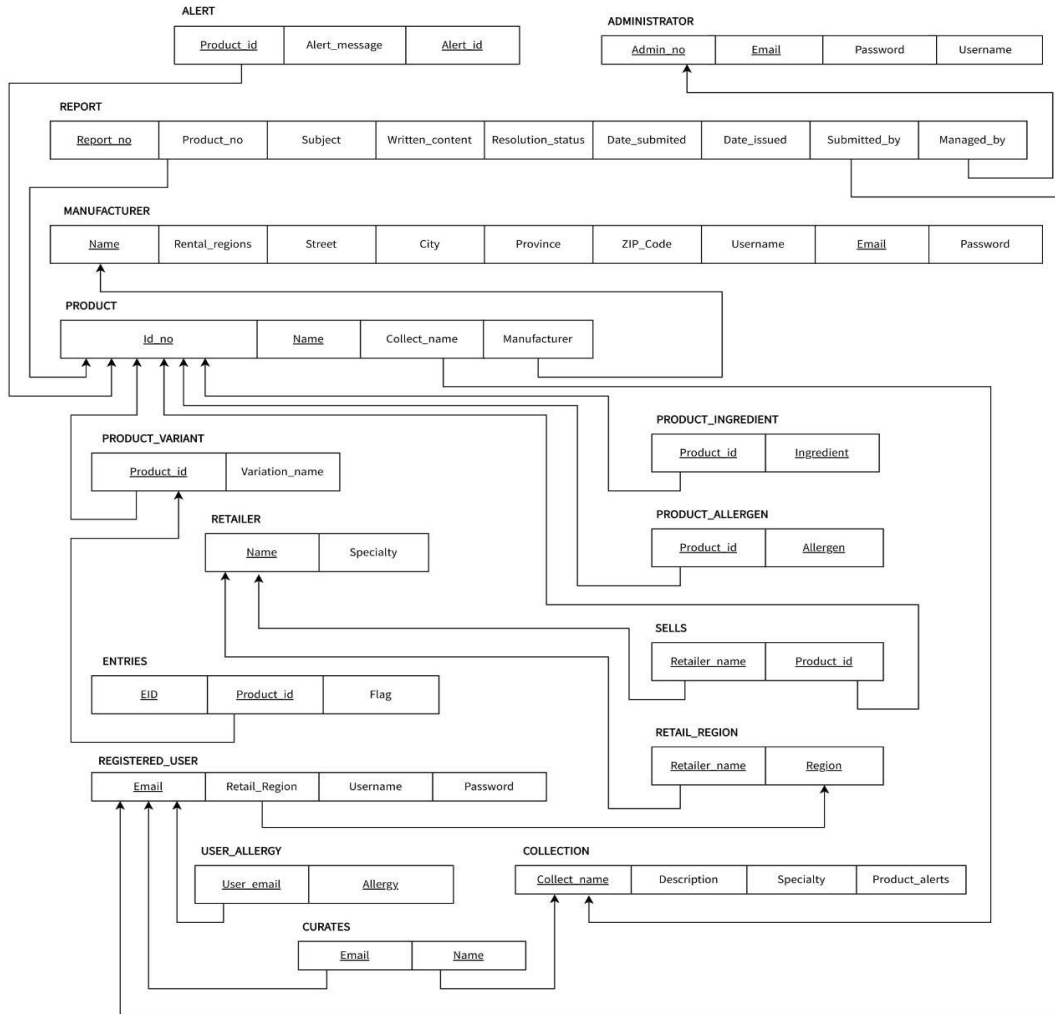 ALERT
Product_id Alert_message Alert_id
ADMINISTRATOR
Admin_no Email Password Username
REPORT
Report_no Product_no Subject Written_content Resolution_status Date_submited Date_issued Submitted_by Managed_by
MANUFACTURER
Name Rental_regions Street City Province ZIP_Code Username Email Password
PRODUCT
Id_no Name Collect_name Manufacturer
PRODUCT_INGREDIENT
Product_id Ingredient
PRODUCT_VARIANT
Product_id Variation_name
PRODUCT_ALLERGEN
Product_id Allergen
RETAILER
Name Specialty
SELLS
Retailer_name Product_id
ENTRIES
EID Product_id Flag
RETAIL_REGION
Retailer_name Region
REGISTERED_USER
Email Retail_Region Username Password
USER_ALLERGY
User_email Allergy
COLLECTION
Collect_name Description Specialty Product_alerts
CURATES
Email Name